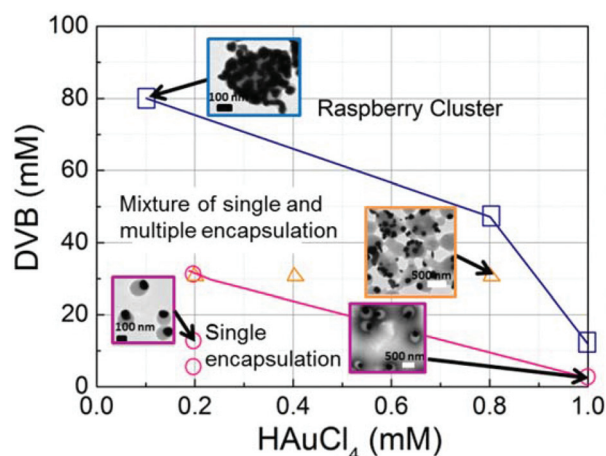 100
80
60
40
20
0
DVB (mM)
0.0
0.2
0.4
0.6
0.8
1.0
HAuCl4 (mM)
100 nm
Raspberry Cluster
Mixture of single and
multiple encapsulation
500 nm
100 nm
Single
encapsulation
500 nm